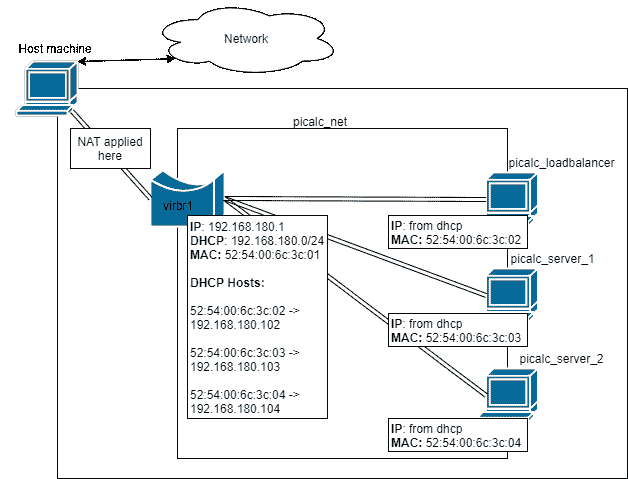 Network
Host machine
picalc_net
NAT applied
here
picalc_loadbalancer
virbr1
IP: 192.168.180.1
DHCP: 192.168.180.0/24
MAC: 52:54:00:6c:3c:01
DHCP Hosts:
52:54:00:6c:3c:02 ->
192.168.180.102
52:54:00:6c:3c:03 ->
192.168.180.103
52:54:00:6c:3c:04 ->
192.168.180.104
IP: from dhcp
MAC: 52:54:00:6c:3c:02
picalc_server_1
IP: from dhcp
MAC: 52:54:00:6c:3c:03
picalc_server_2
IP: from dhcp
MAC: 52:54:00:6c:3c:04